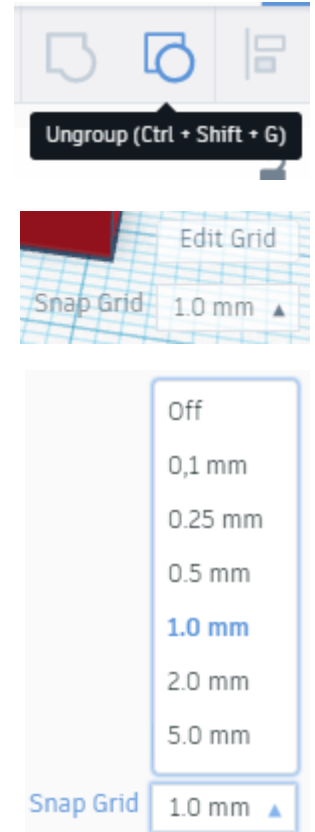 Ungroup (Ctrl + Shift + G)
Edit Grid
Snap Grid 1.0 mm
Off
0,1 mm
0.25 mm
0.5 mm
1.0 mm
2.0 mm
5.0 mm
Snap Grid 1.0 mm